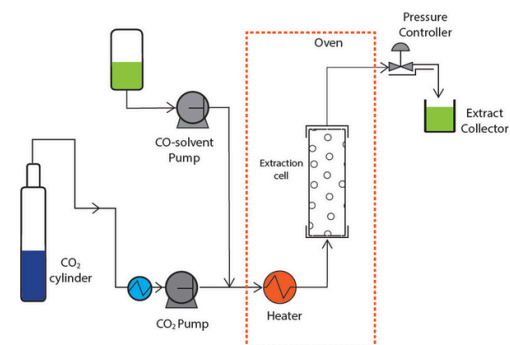 Pressure
Controller
Oven
Extract
Collector
CO-solvent
Pump
Extraction
cell
CO₂
cylinder
CO₂ Pump
Heater